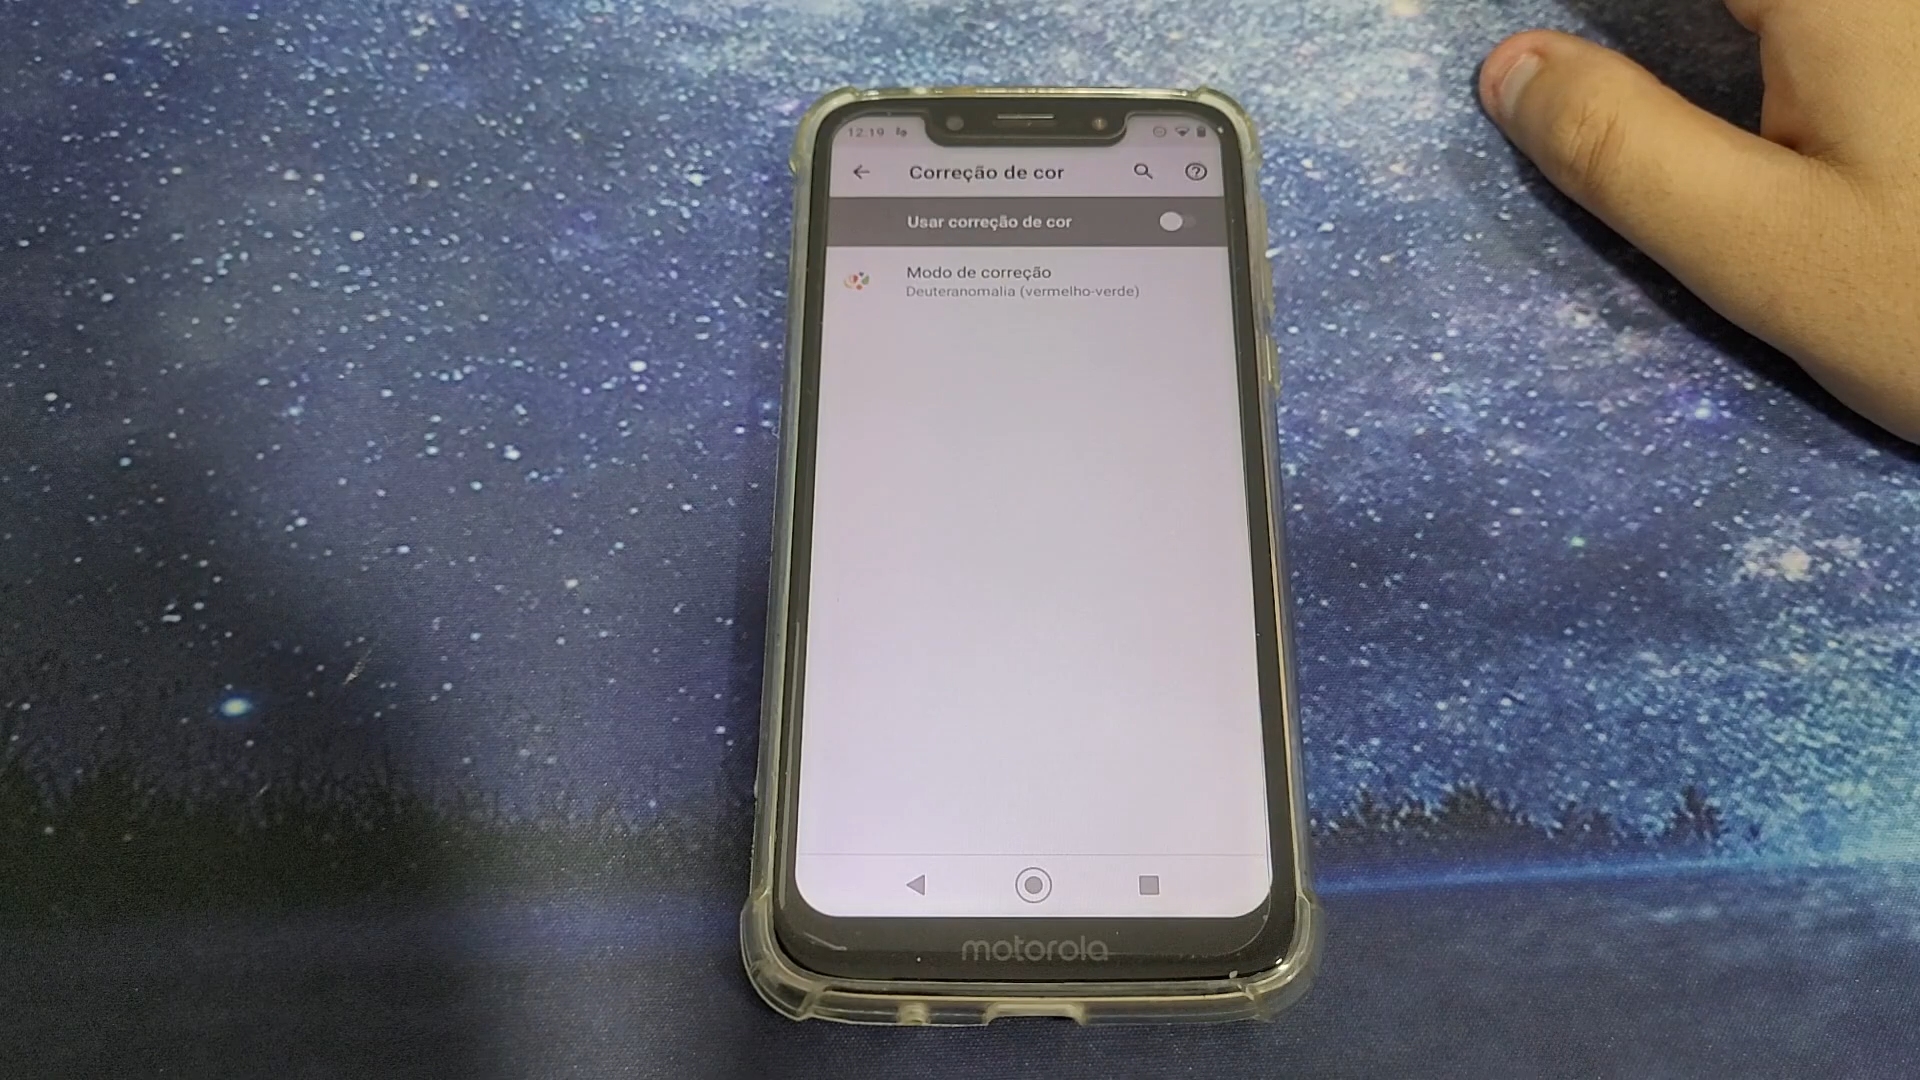 12:19
Correção de cor
Usar correção de cor
Modo de correção
Deuteranomalia (vermelho-verde)
motorola